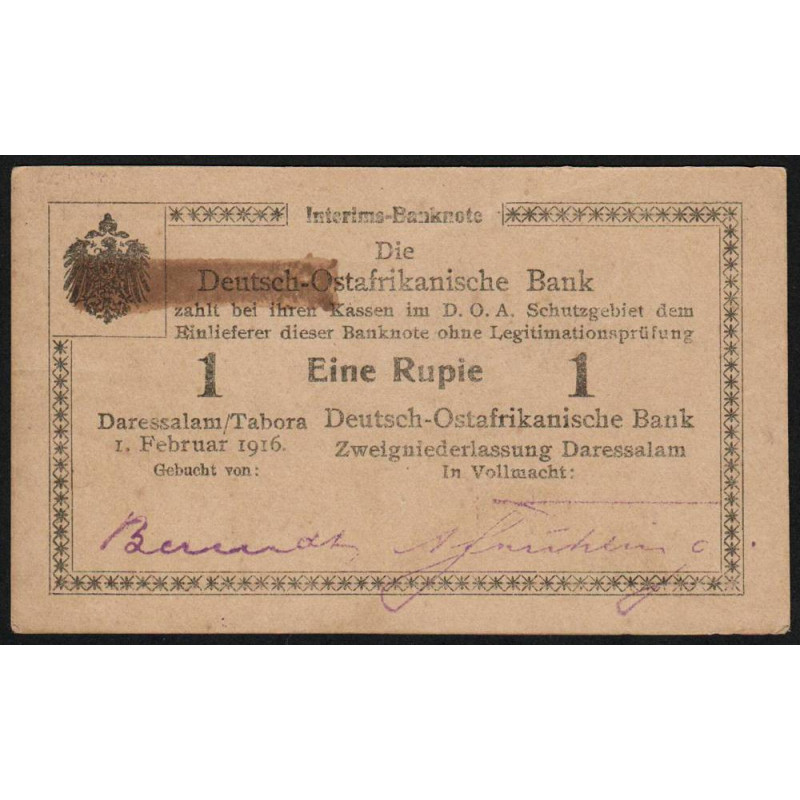 Interims-Banknote
Die
Deutsch-Ostafrikanische Bank
zahlt bei ihren Kassen im D. O. A. Schutzgebiet dem
Einlieferer dieser Banknote ohne Legitimationsprüfung
1 Eine Rupie 1
Daressalam/Tabora
1. Februar 1916.
Gebucht von:
Deutsch-Ostafrikanische Bank
Zweigniederlassung Daressalam
In Vollmacht:
Berendt